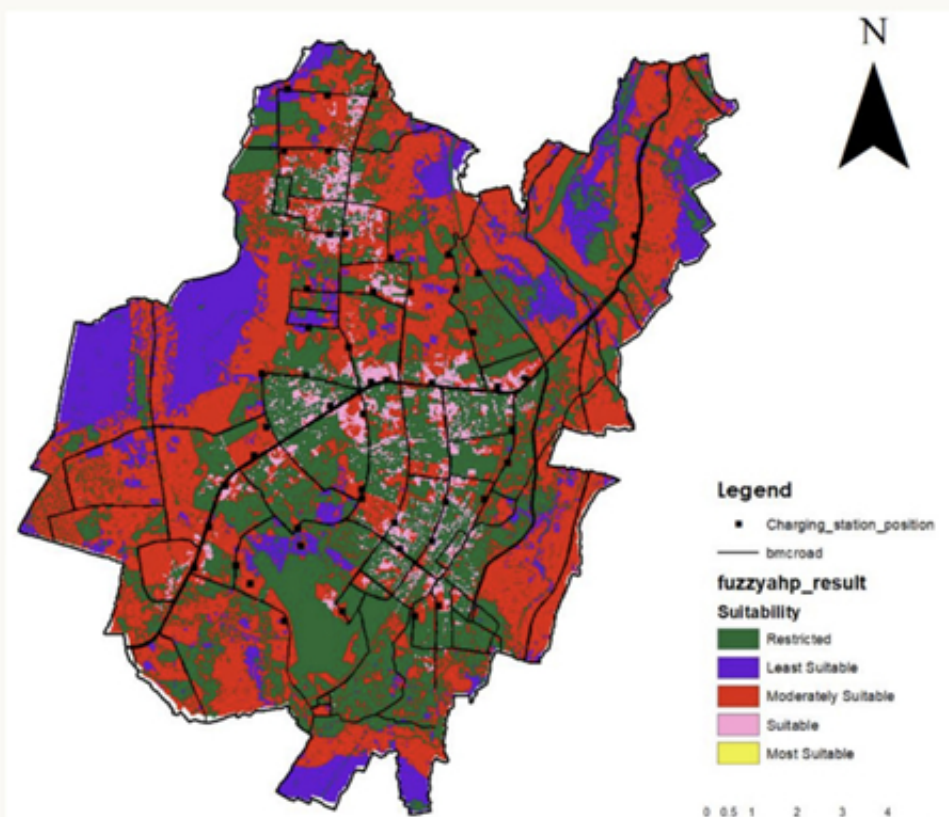 N
Legend
Charging_station_position
bmcroad
fuzzyahp_result
Suitability
Restricted
Least Suitable
Moderately Suitable
Suitable
Most Suitable
0 0.5 1 2 3 4